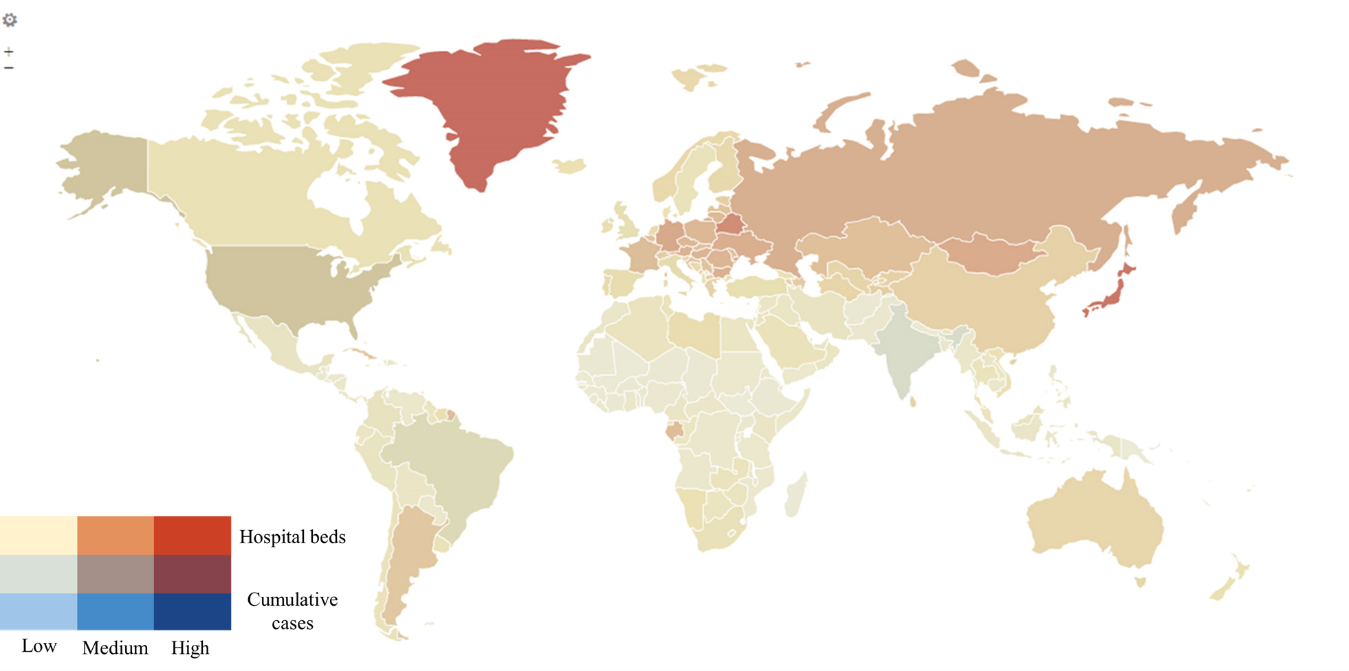 +
−
Hospital beds
Cumulative
cases
Low Medium High